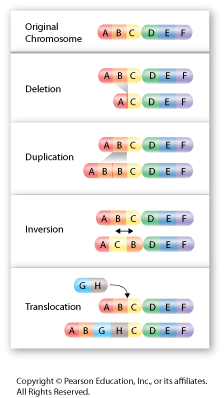 Original
Chromosome
A B C D E F
Deletion
A B C D E F
A C D E F
Duplication
A B C D E F
A B B C D E F
Inversion
A B C D E F
A C B D E F
G H
Translocation
A B C D E F
A B G H C D E F
Copyright © Pearson Education, Inc., or its affiliates.
All Rights Reserved.